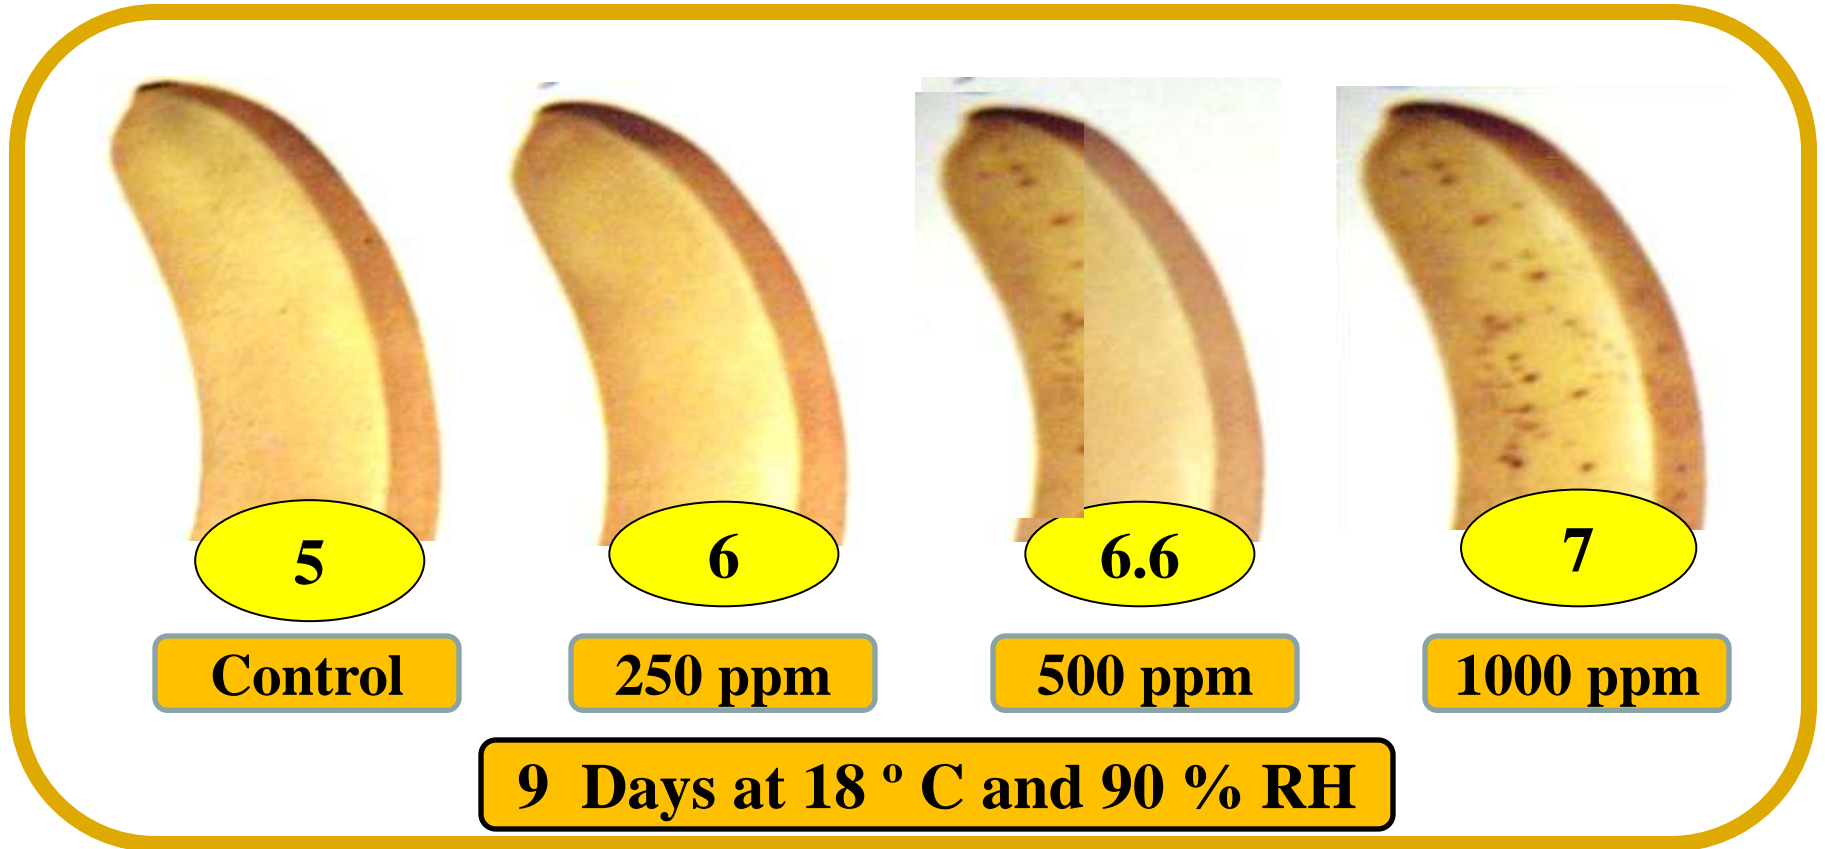 5
6
6.6
7
Control
250 ppm
500 ppm
1000 ppm
9 Days at 18 º C and 90 % RH